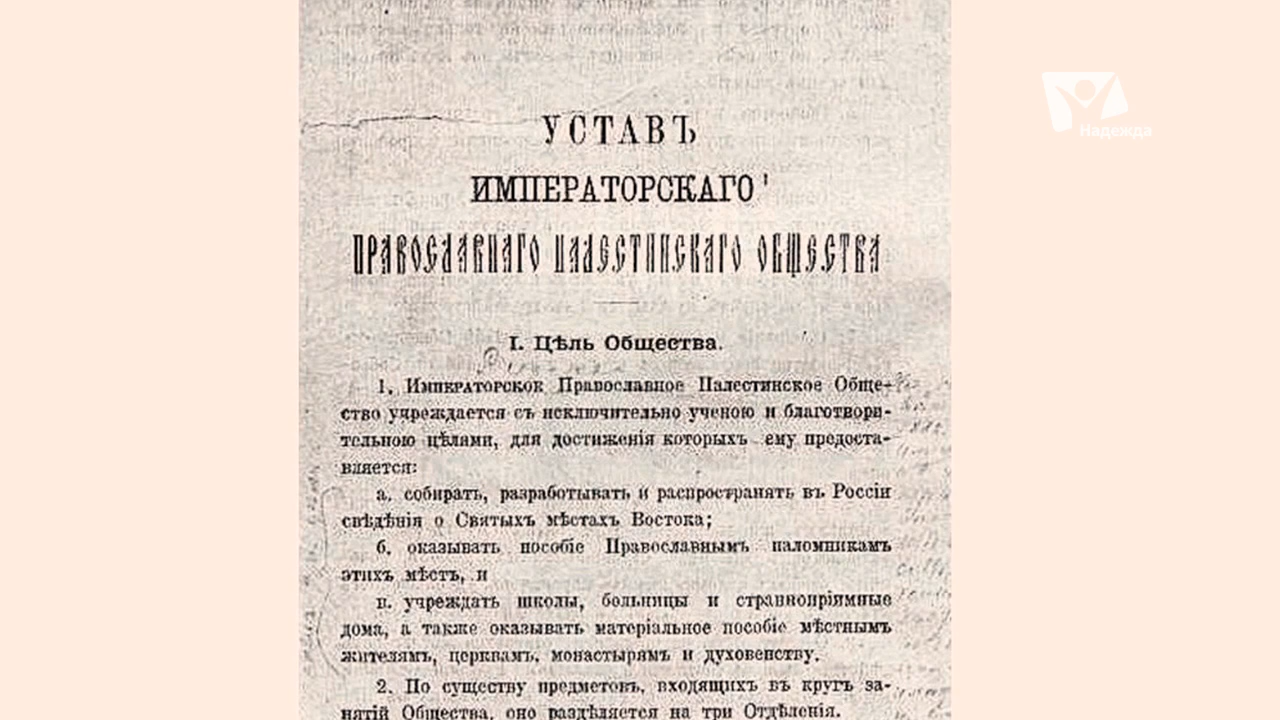 УСТАВЪ
ИМПЕРАТОРСКАГО
ПРАВОСЛАВНАГО ПАЛЕСТИНСКАГО ОБЩЕСТВА
I. Цѣль Общества.
1. Императорское Православное Палестинское Обще-
ство учреждается съ исключительно ученою и благотвори-
тельною цѣлями, для достиженія которыхъ ему предоста-
вляется:
а. собирать, разработывать и распространять въ Россіи
свѣдѣнія о Святыхъ мѣстахъ Востока;
б. оказывать пособіе Православнымъ паломникамъ
этихъ мѣстъ, и
в. учреждать школы, больницы и страннопріямные
дома, а также оказывать матеріальное пособіе мѣстнымъ
жителямъ, церквамъ, монастырямъ и духовенству.
2. По существу предметовъ, входящихъ въ кругъ за-
нятій Общества, оно раздѣляется на три Отдѣленія.
Надежда